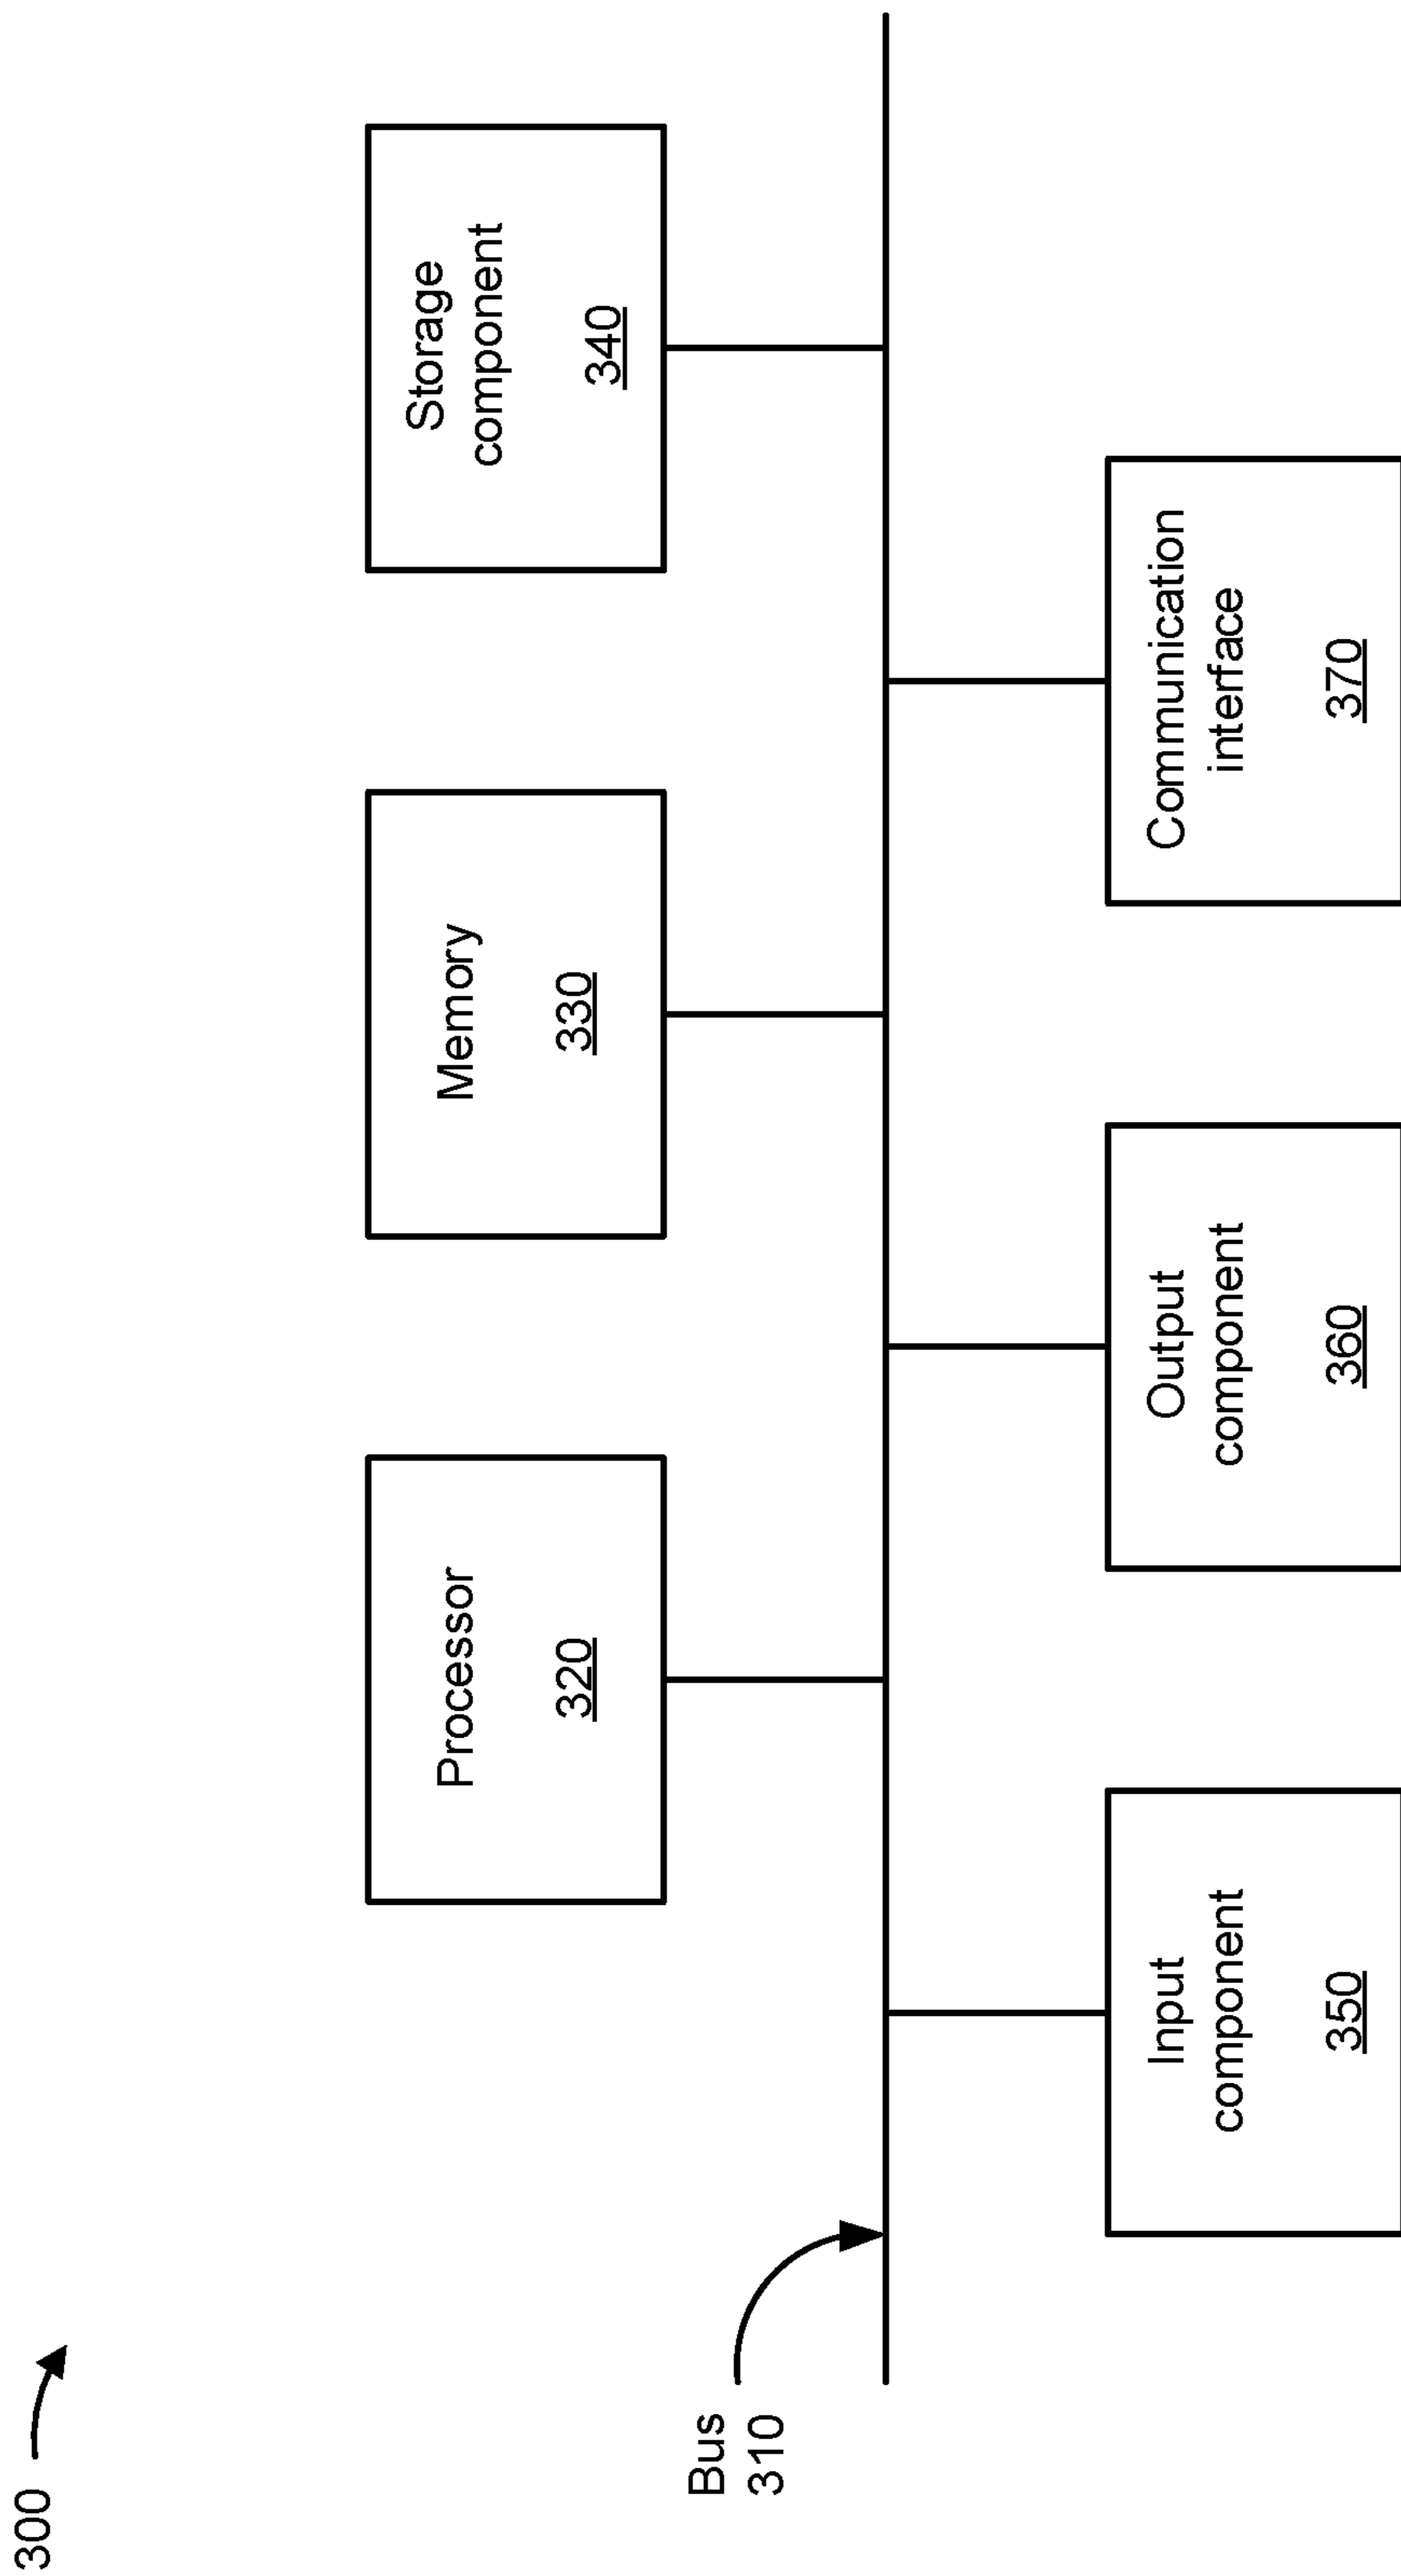 300
Bus
310
Processor
320
Memory
330
Storage
component
340
Input
component
350
Output
component
360
Communication
interface
370